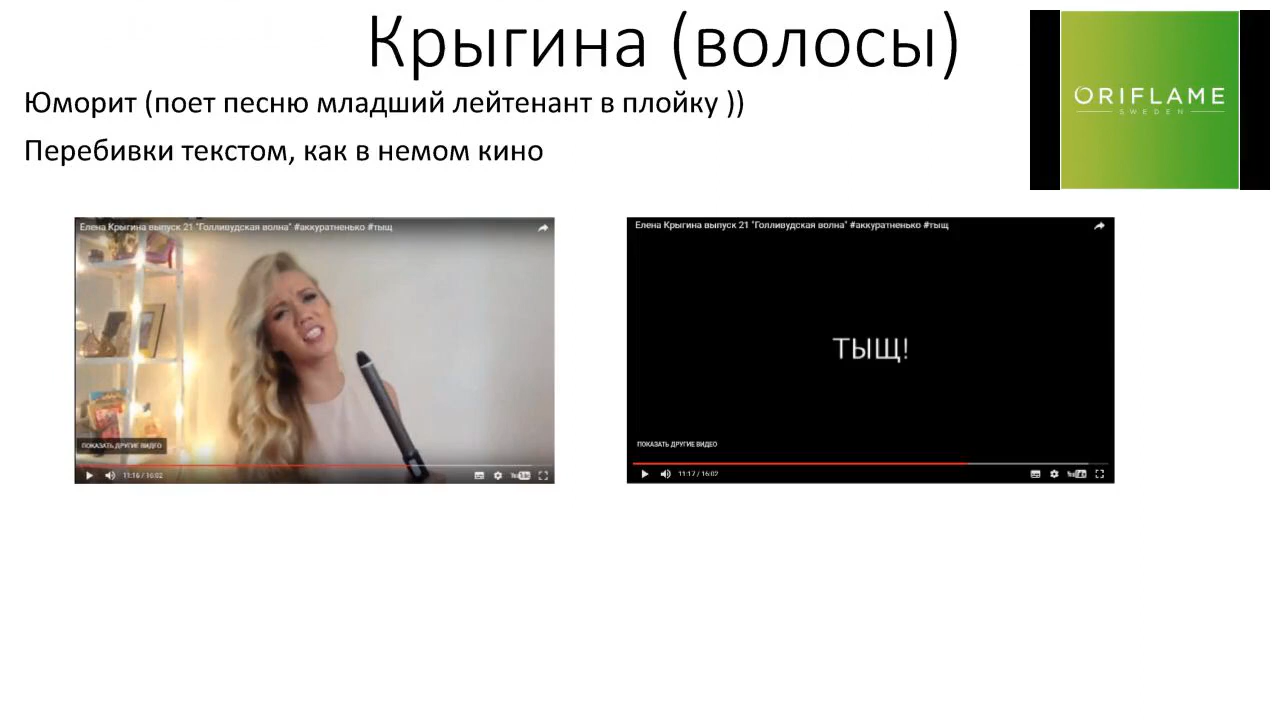 Крыгина (волосы)
ORIFLAME
SWEDEN
Юморит (поет песню младший лейтенант в плойку ))
Перебивки текстом, как в немом кино
Елена Крыгина выпуск 21 "Голливудская волна" #аккуратненько #тыщ
ПОКАЗАТЬ ДРУГИЕ ВИДЕО
11:16 / 16:02
Елена Крыгина выпуск 21 "Голливудская волна" #аккуратненько #тыщ
ТЫЩ!
ПОКАЗАТЬ ДРУГИЕ ВИДЕО
11:17 / 16:02